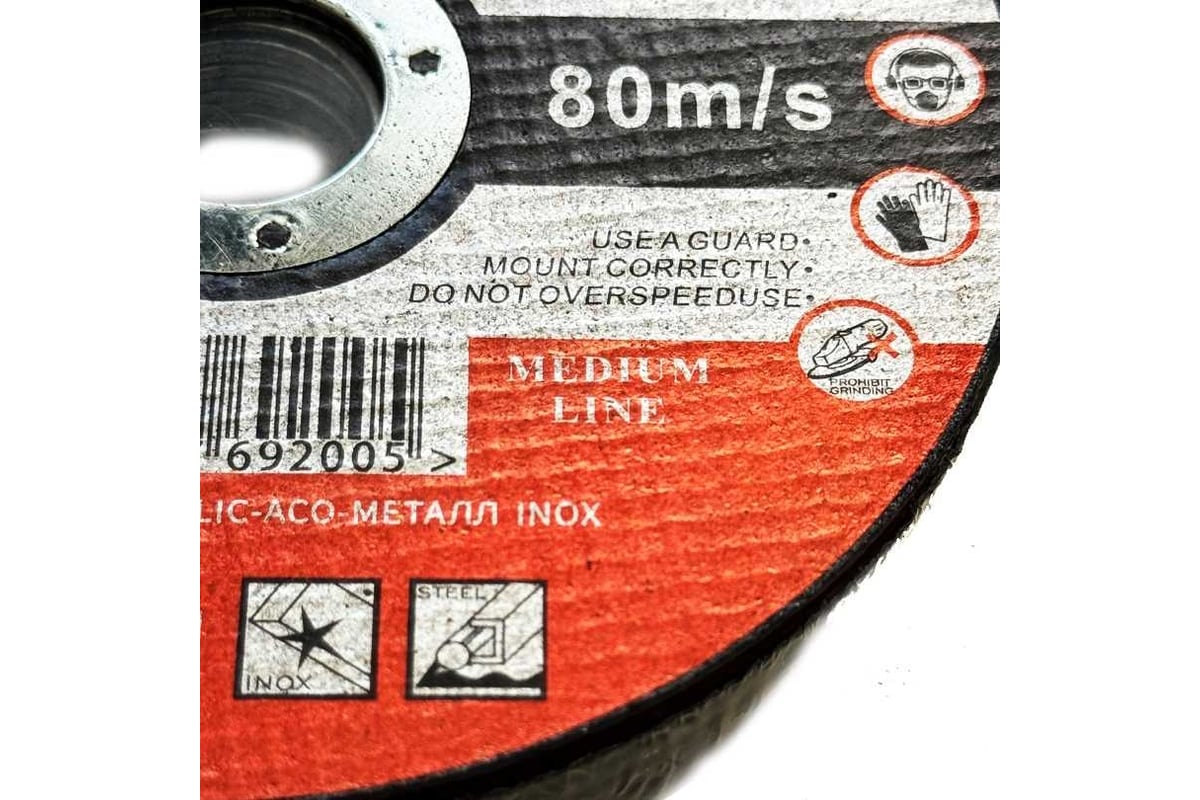 80m/s
USE A GUARD•
MOUNT CORRECTLY•
DO NOT OVERSPEEDUSE•
PROHIBIT
GRINDING
MEDIUM
LINE
692005 >
LIC-ACO-МЕТАЛЛ INOX
STEEL
INOX